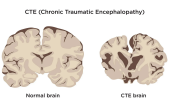 CTE (Chronic Traumatic Encephalopathy)
Normal brain
CTE brain